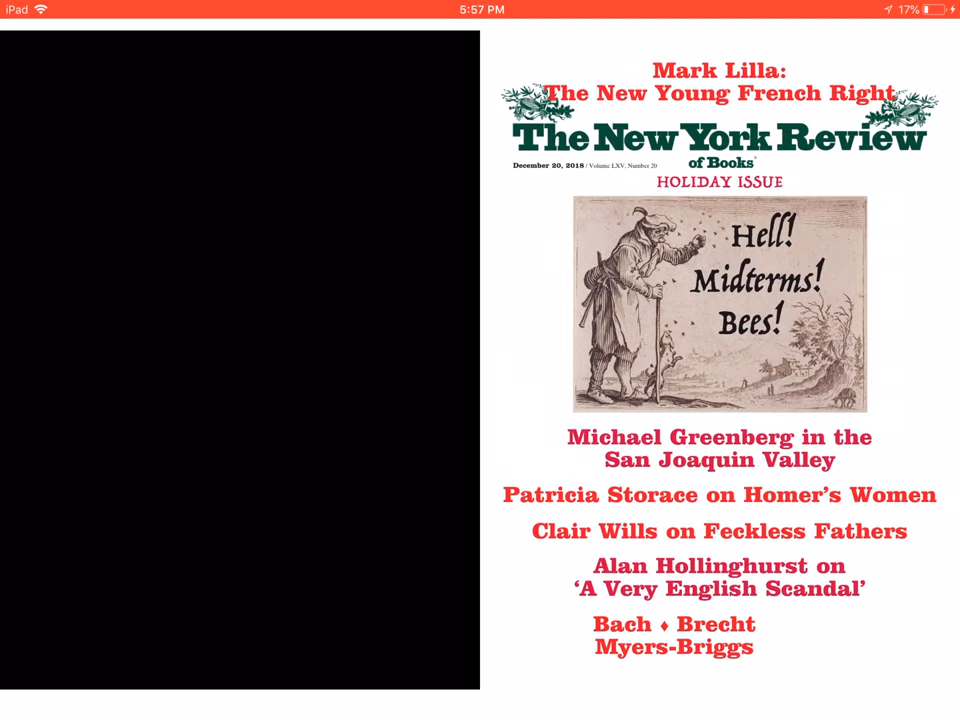 iPad
5:57 PM
17%
Mark Lilla:
The New Young French Right
The New York Review
of Books®
December 20, 2018 / Volume LXV, Number 20
HOLIDAY ISSUE
Hell!
Midterms!
Bees!
Michael Greenberg in the
San Joaquin Valley
Patricia Storace on Homer’s Women
Clair Wills on Feckless Fathers
Alan Hollinghurst on
‘A Very English Scandal’
Bach ♦ Brecht
Myers-Briggs